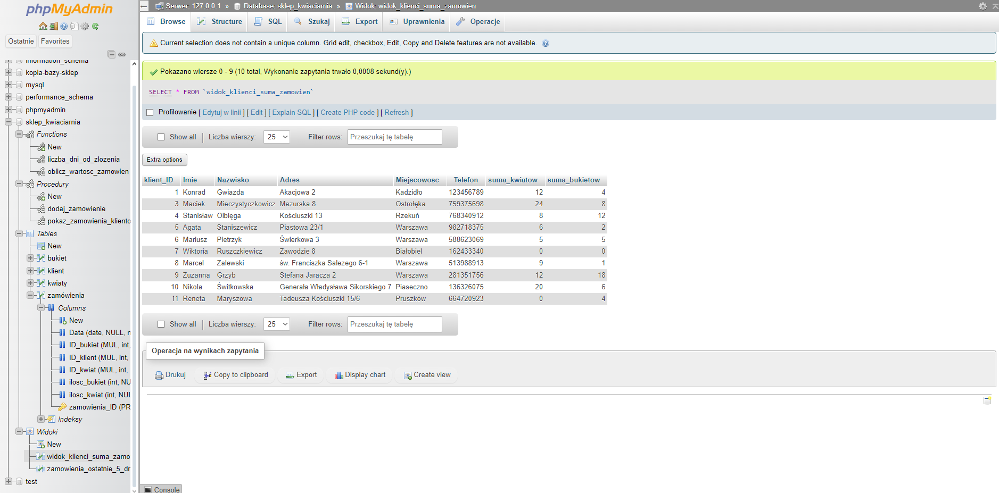 phpMyAdmin
Ostatnie Favorites
information_schema
kopia-bazy-sklep
mysql
performance_schema
phpmyadmin
sklep_kwiaciarnia
Functions
New
liczba_dni_od_zlozenia
oblicz_wartosc_zamowien
Procedury
New
dodaj_zamowienie
pokaz_zamowienia_kliento
Tables
New
bukiet
klient
kwiaty
zamówienia
Columns
New
Data (date, NULL, n
ID_bukiet (MUL, int,
ID_klient (MUL, int,
ID_kwiat (MUL, int,
ilosc_bukiet (int, NU
ilosc_kwiat (int, NUL
zamowienia_ID (PR
Indeksy
Widoki
New
widok_klienci_suma_zamo
zamowienia_ostatnie_5_dr
test
Serwer: 127.0.0.1 » Database: sklep_kwiaciarnia » Widok: widok_klienci_suma_zamowien
Browse Structure SQL Szukaj Export Uprawnienia Operacje
Current selection does not contain a unique column. Grid edit, checkbox, Edit, Copy and Delete features are not available.
Pokazano wiersze 0 - 9 (10 total, Wykonanie zapytania trwało 0,0008 sekund(y).)
SELECT * FROM `widok_klienci_suma_zamowien`
Profilowanie [ Edytuj w linii ] [ Edit ] [ Explain SQL ] [ Create PHP code ] [ Refresh ]
Show all | Liczba wierszy: 25 Filter rows: Przeszukaj tę tabelę
Extra options
klient_ID Imie Nazwisko Adres Miejscowosc Telefon suma_kwiatow suma_bukietow
1 Konrad Gwiazda Akacjowa 2 Kadzidło 123456789 12 4
3 Maciek Mieczystyczkowicz Mazurska 8 Ostrołęka 759375698 24 8
4 Stanisław Olblęga Kościuszki 13 Rzekuń 768340912 8 12
5 Agata Staniszewicz Piastowa 23/1 Warszawa 982718375 6 2
6 Mariusz Pietrzyk Świerkowa 3 Warszawa 588623069 5 5
7 Wiktoria Ruszczkiewicz Zawodzie 8 Białobiel 162433340 0 0
8 Marcel Zalewski św. Franciszka Salezego 6-1 Warszawa 513988913 9 1
9 Zuzanna Grzyb Stefana Jaracza 2 Warszawa 281351756 12 18
10 Nikola Świtkowska Generała Władysława Sikorskiego 7 Piaseczno 136326075 20 6
11 Reneta Maryszowa Tadeusza Kościuszki 15/6 Pruszków 664720923 0 4
Show all | Liczba wierszy: 25 Filter rows: Przeszukaj tę tabelę
Operacja na wynikach zapytania
Drukuj Copy to clipboard Export Display chart Create view
Console